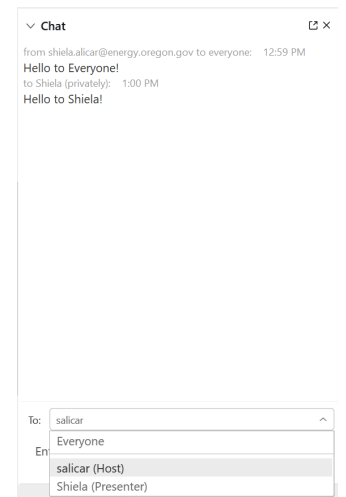 Chat
from shiela.alicar@energy.oregon.gov to everyone: 12:59 PM
Hello to Everyone!
to Shiela (privately): 1:00 PM
Hello to Shiela!
To: salicar
Everyone
salicar (Host)
Shiela (Presenter)